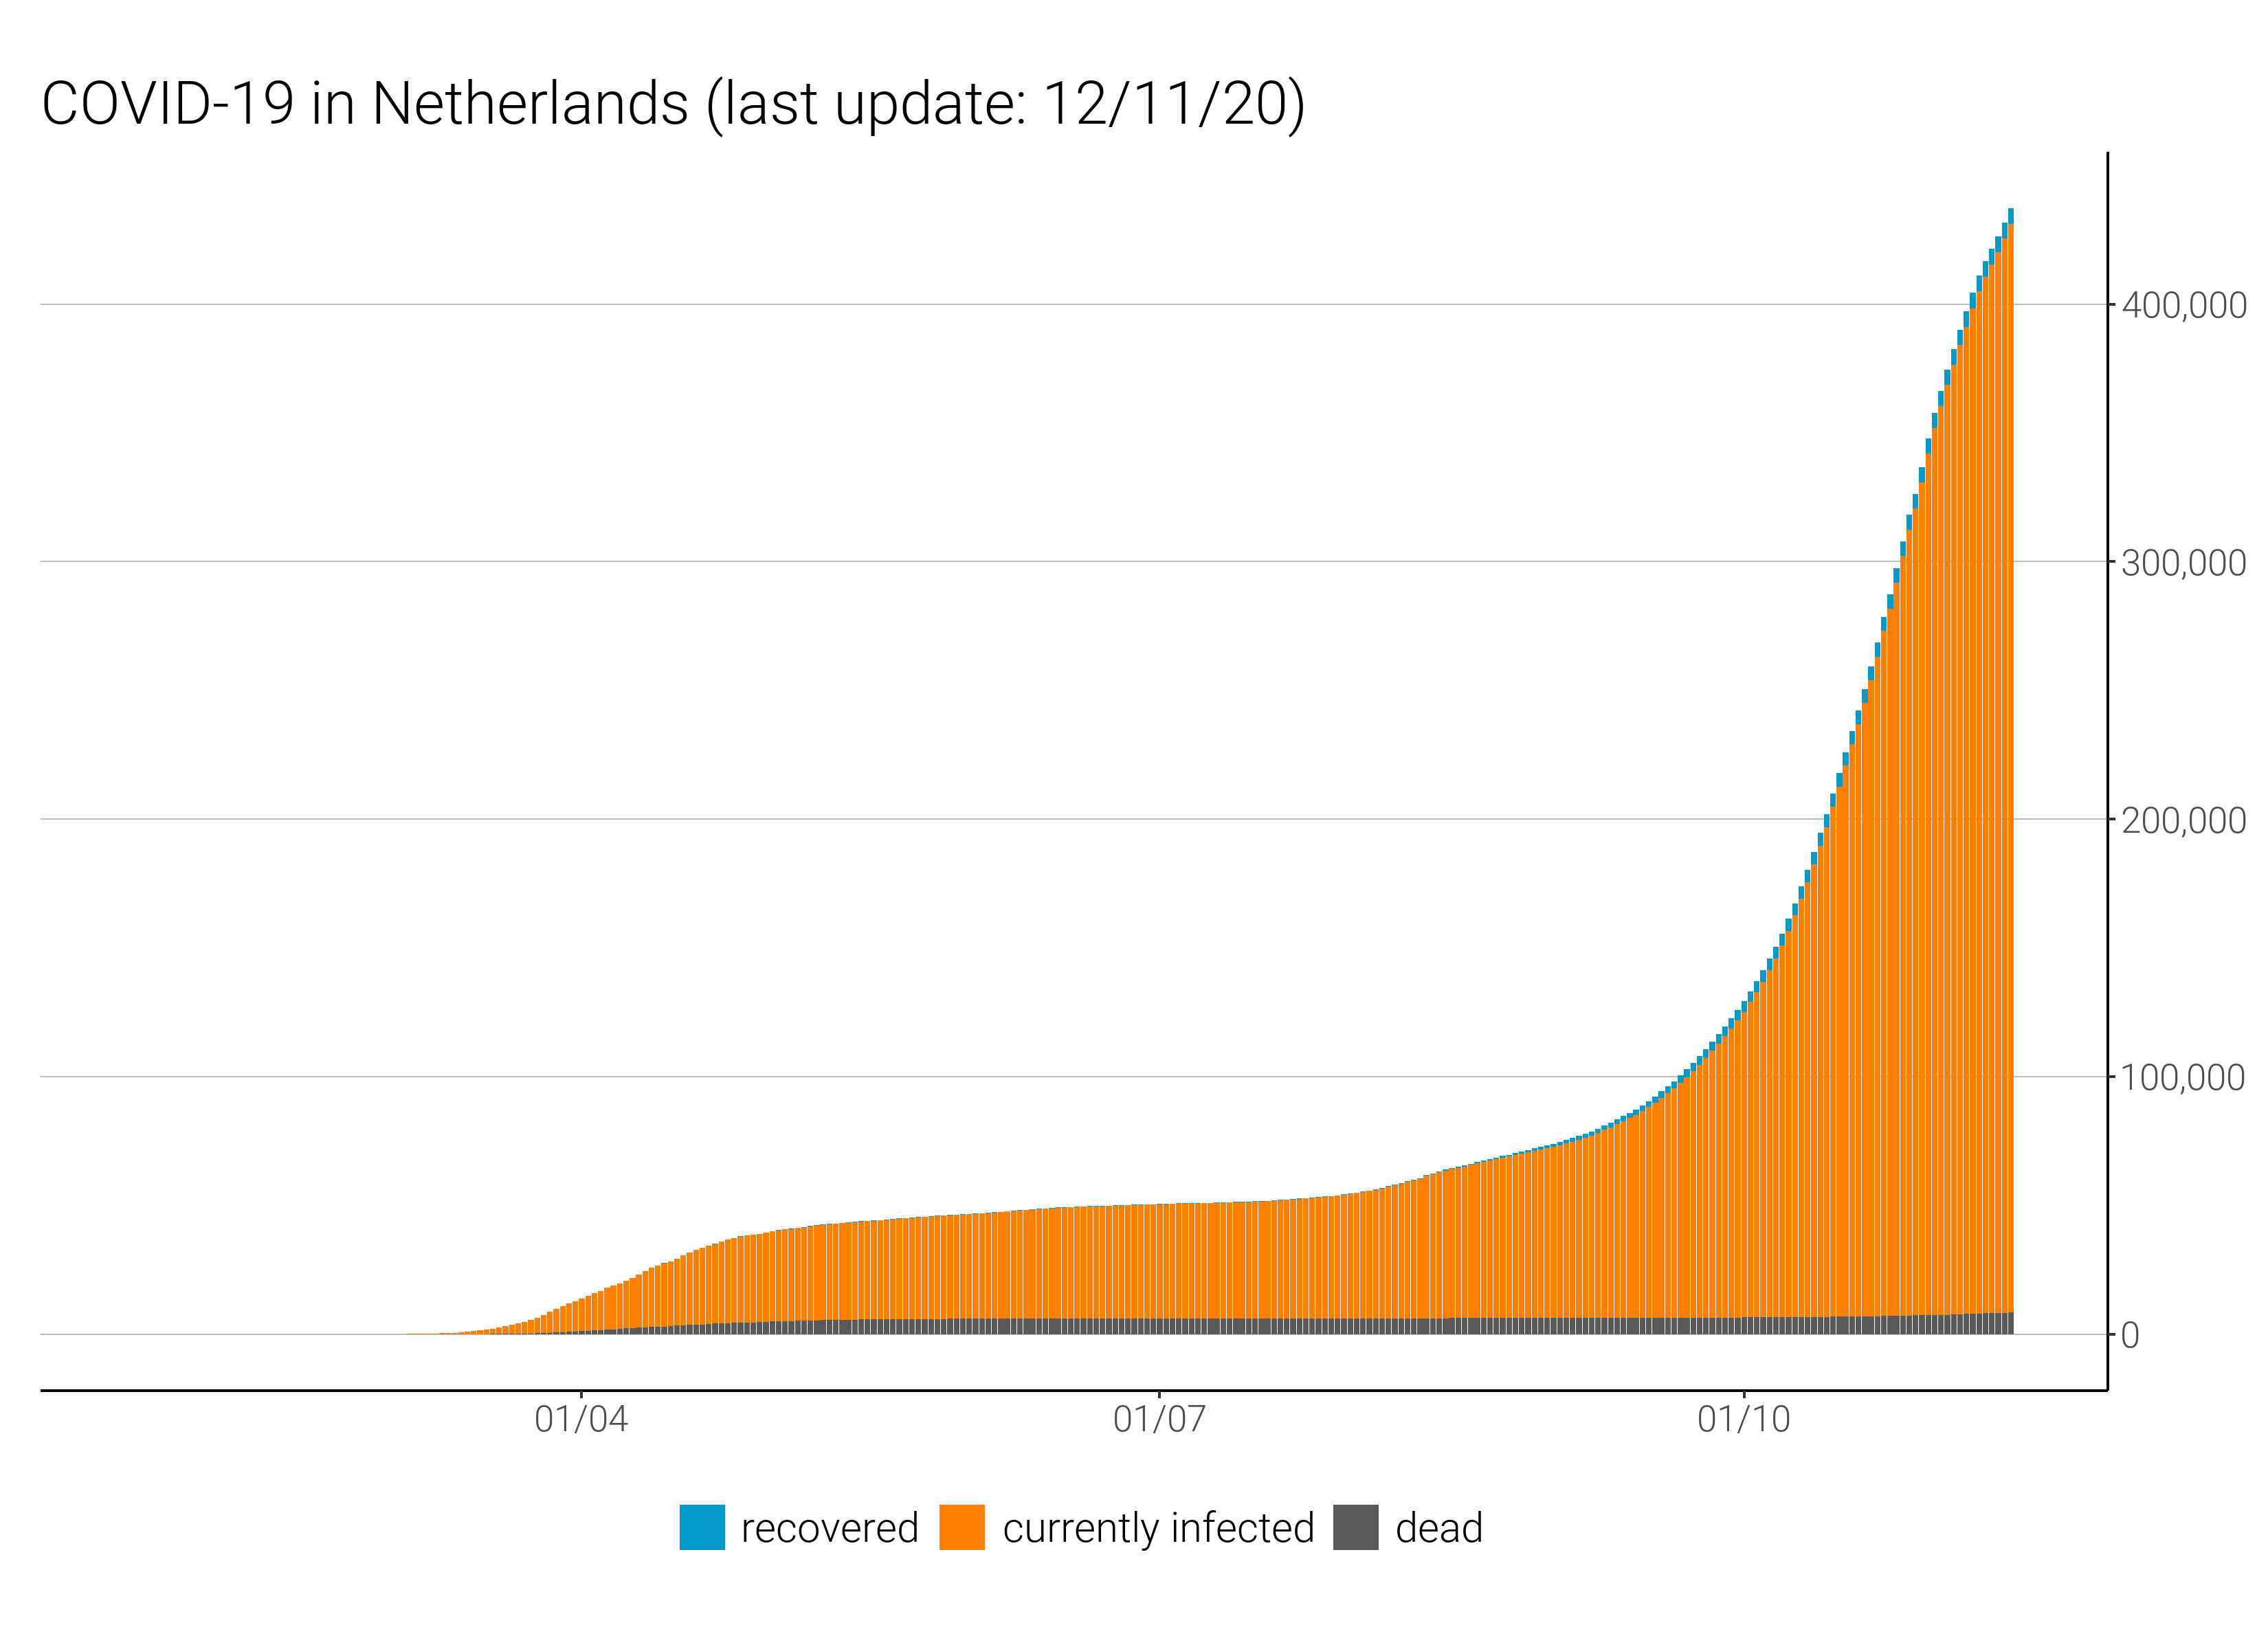 COVID-19 in Netherlands (last update: 12/11/20)
400,000
300,000
200,000
100,000
0
01/04 01/07 01/10
recovered currently infected dead